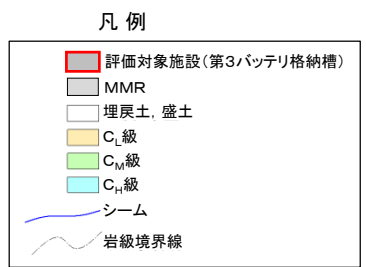 凡 例
評価対象施設(第3バッテリ格納槽)
MMR
埋戻土, 盛土
CL級
CM級
CH級
シーム
岩級境界線